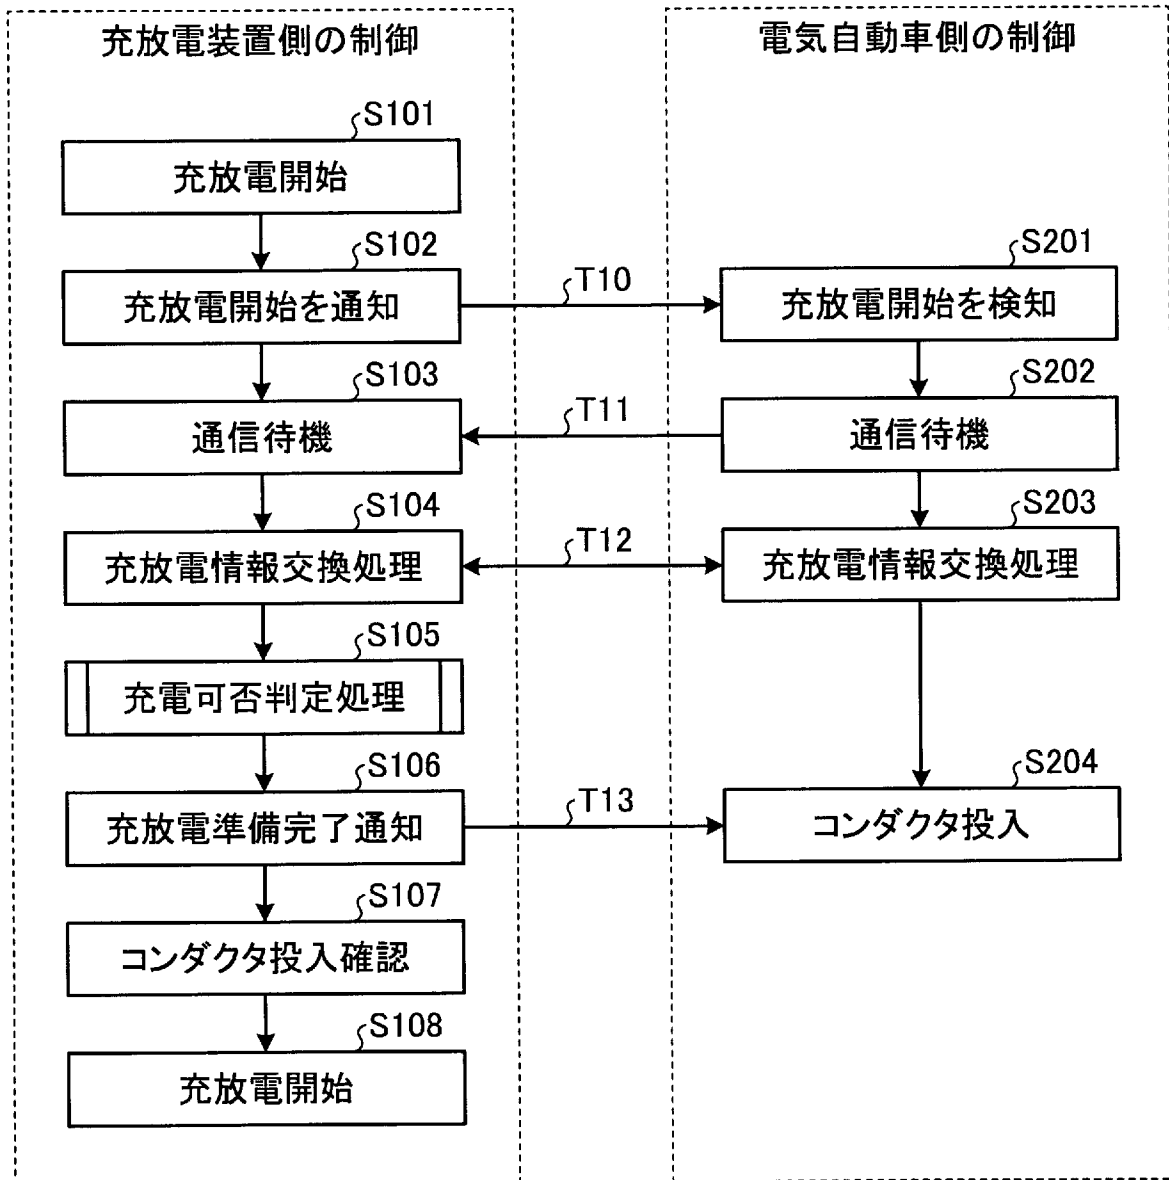 充放電装置側の制御
S101
充放電開始
S102
充放電開始を通知
S103
通信待機
S104
充放電情報交換処理
S105
充電可否判定処理
S106
充放電準備完了通知
S107
コンダクタ投入確認
S108
充放電開始
T10
T11
T12
T13
電気自動車側の制御
S201
充放電開始を検知
S202
通信待機
S203
充放電情報交換処理
S204
コンダクタ投入